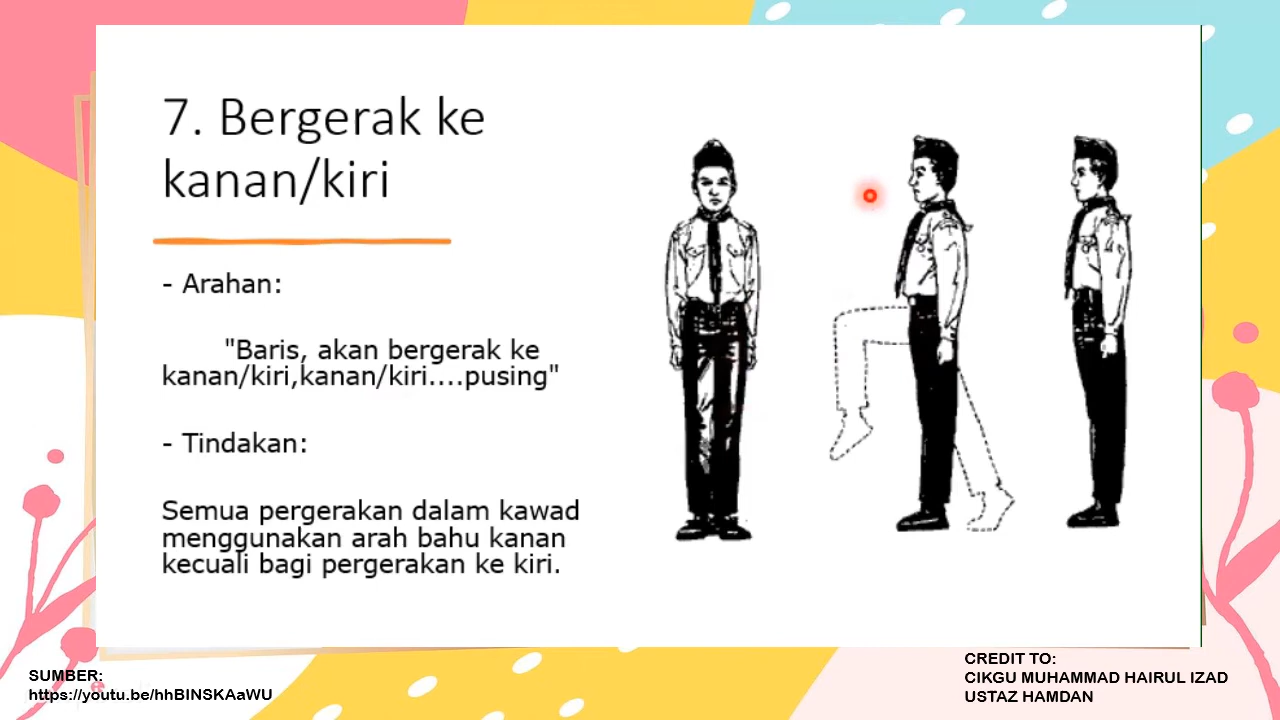 7. Bergerak ke
kanan/kiri
- Arahan:
"Baris, akan bergerak ke
kanan/kiri,kanan/kiri....pusing"
- Tindakan:
Semua pergerakan dalam kawad
menggunakan arah bahu kanan
kecuali bagi pergerakan ke kiri.
SUMBER:
https://youtu.be/hhBINSKAaWU
CREDIT TO:
CIKGU MUHAMMAD HAIRUL IZAD
USTAZ HAMDAN